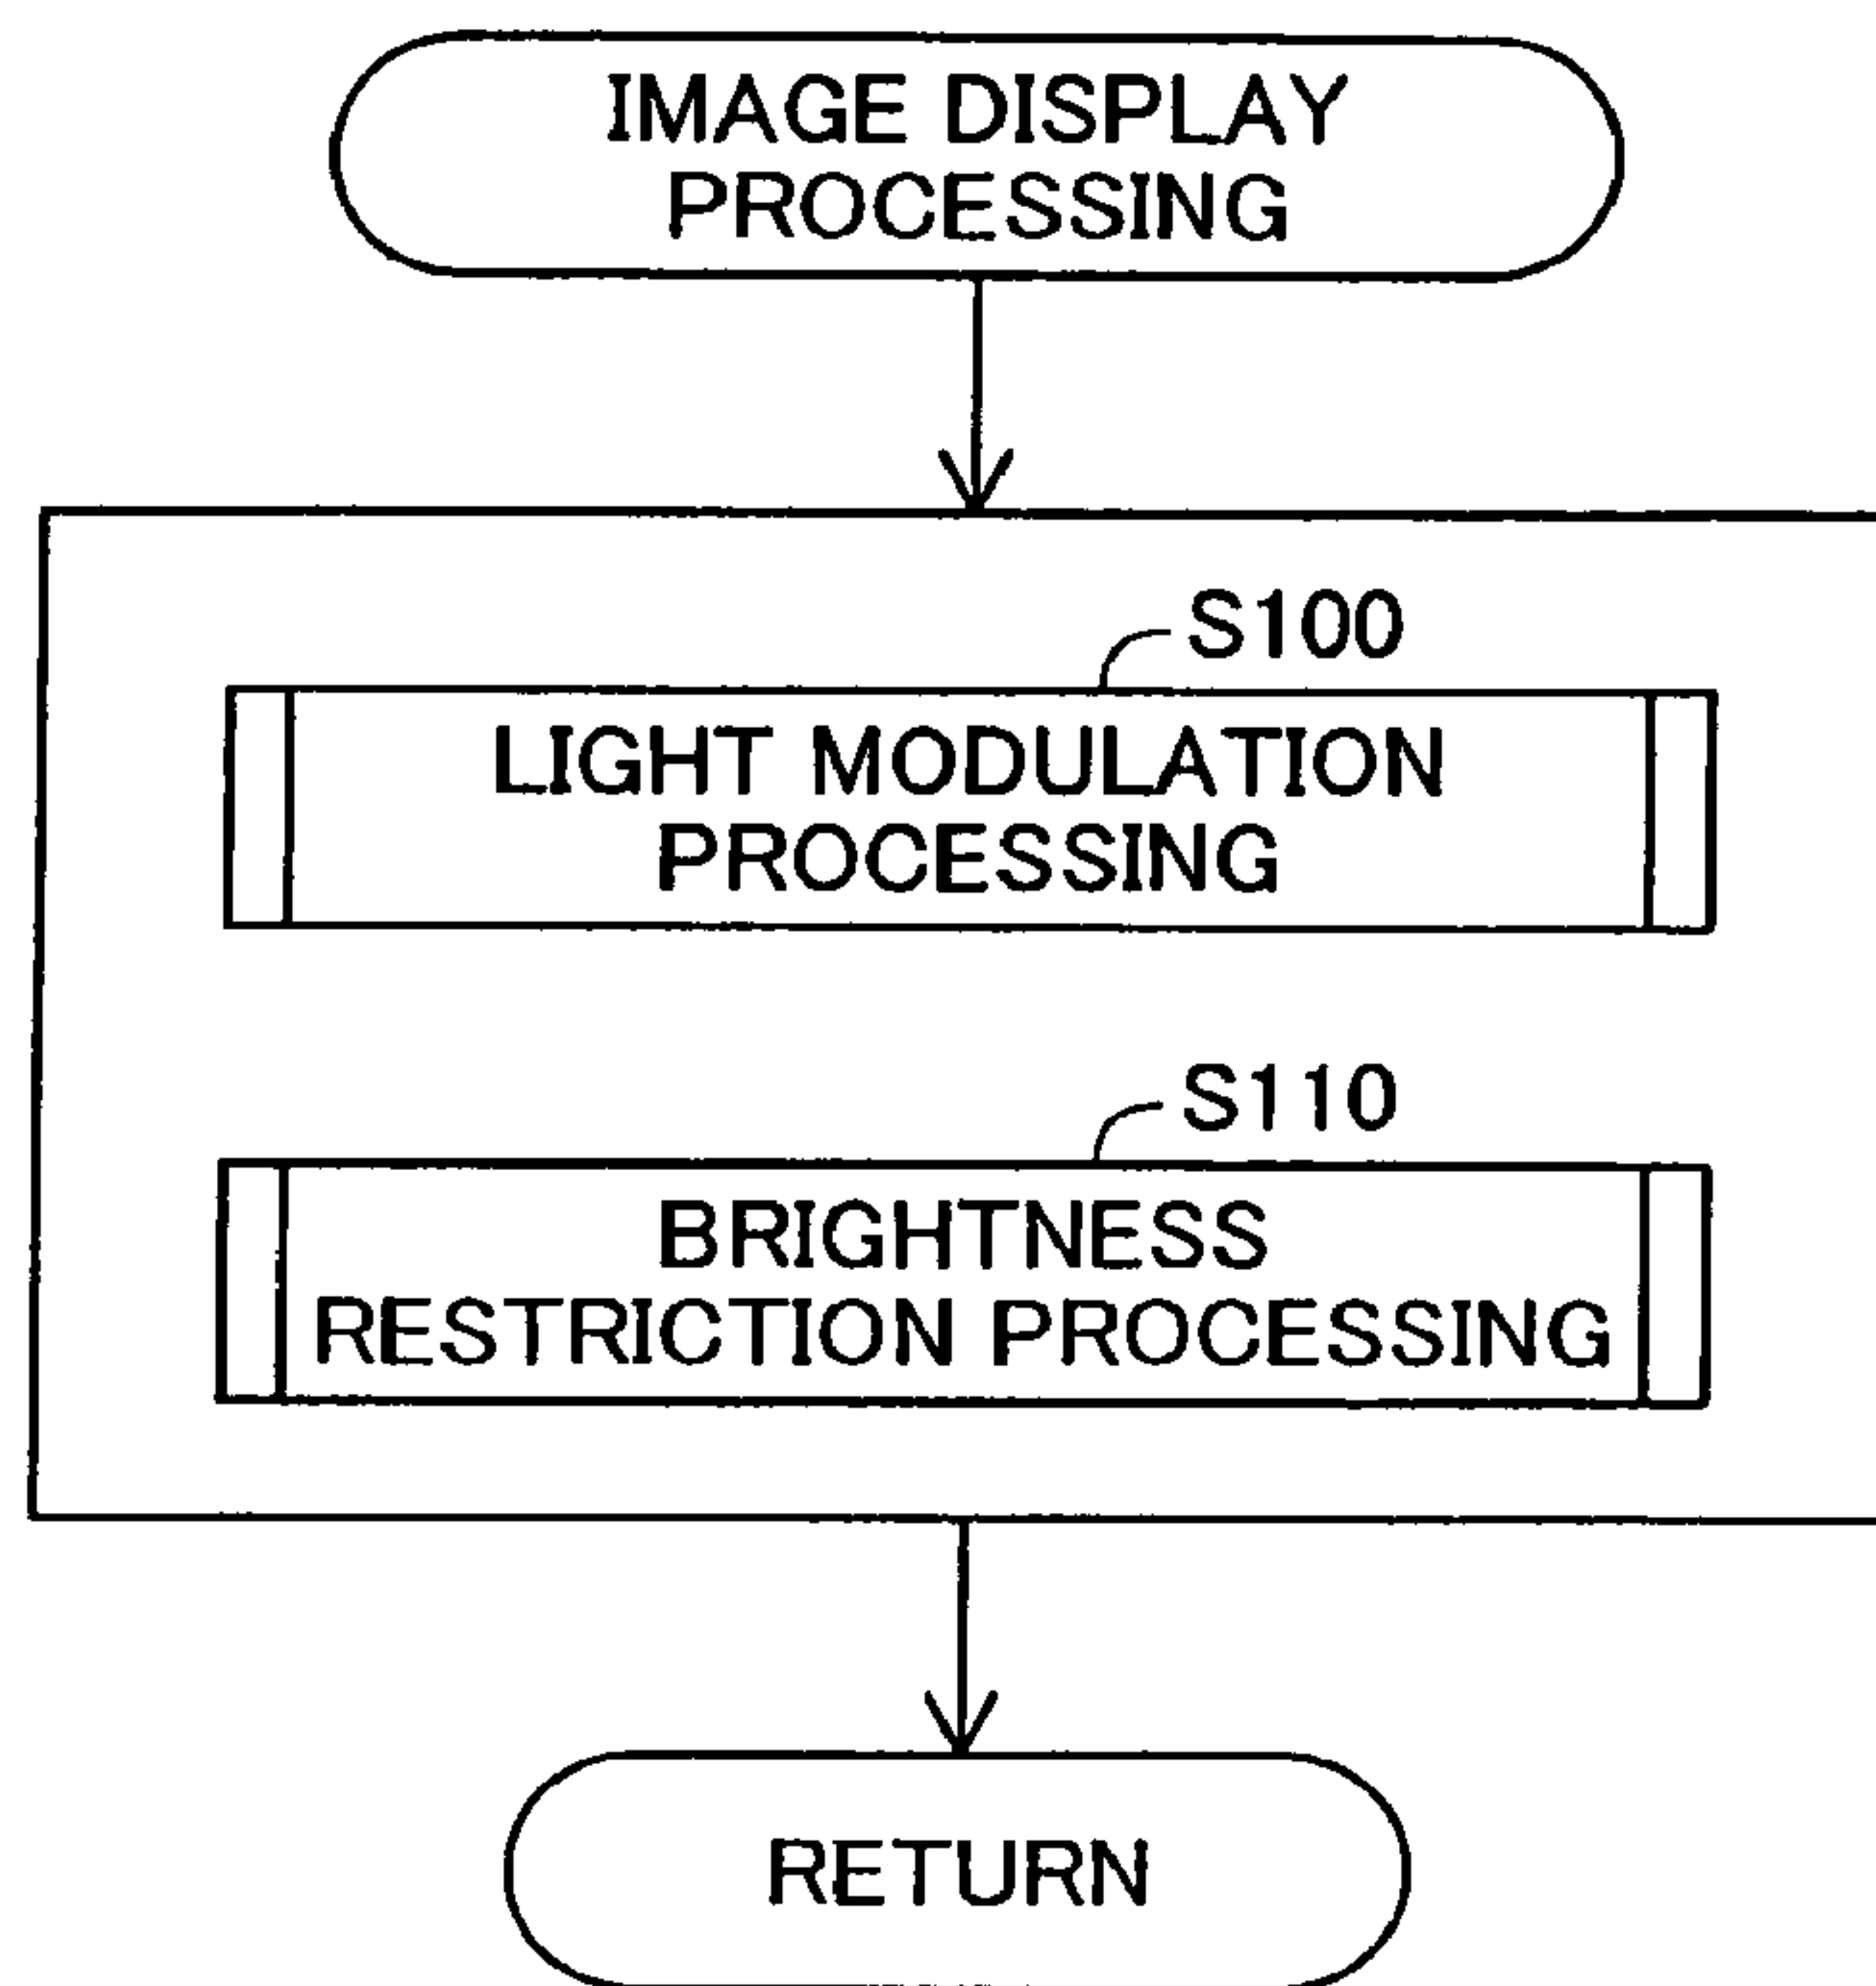 IMAGE DISPLAY
PROCESSING
S100
LIGHT MODULATION
PROCESSING
S110
BRIGHTNESS
RESTRICTION PROCESSING
RETURN